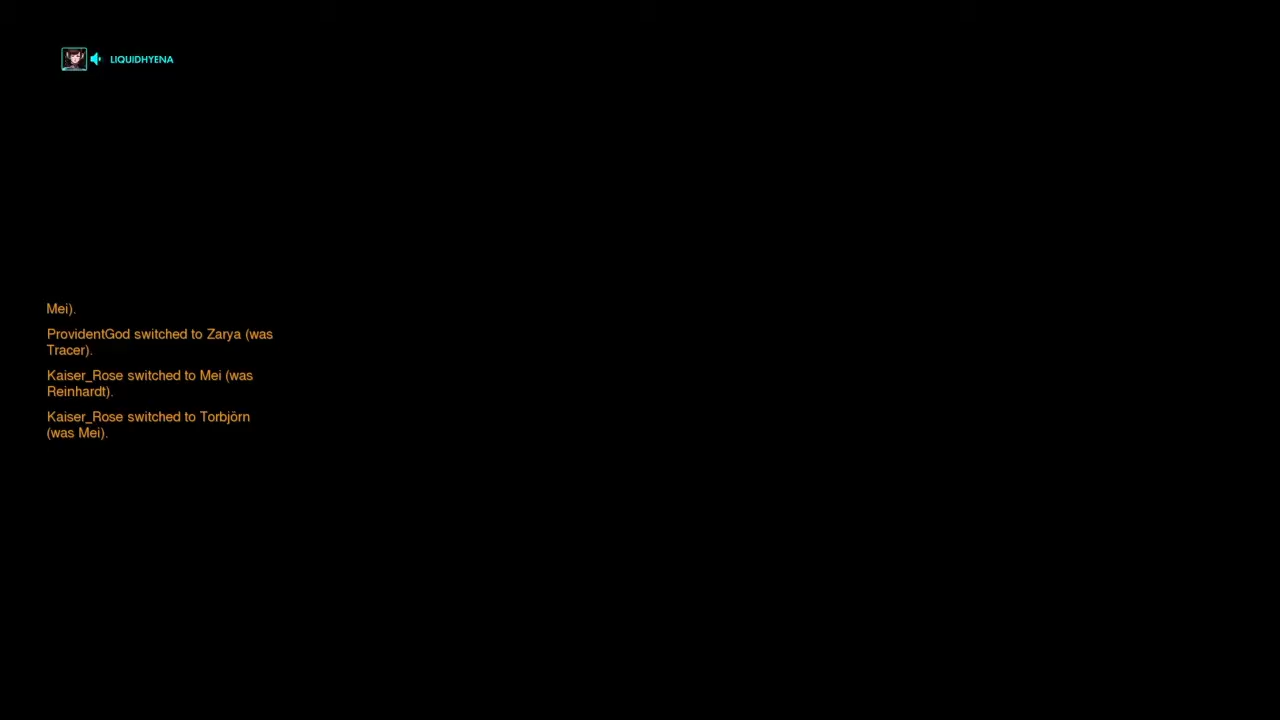 LIQUIDHYENA
Mei).
ProvidentGod switched to Zarya (was
Tracer).
Kaiser_Rose switched to Mei (was
Reinhardt).
Kaiser_Rose switched to Torbjörn
(was Mei).